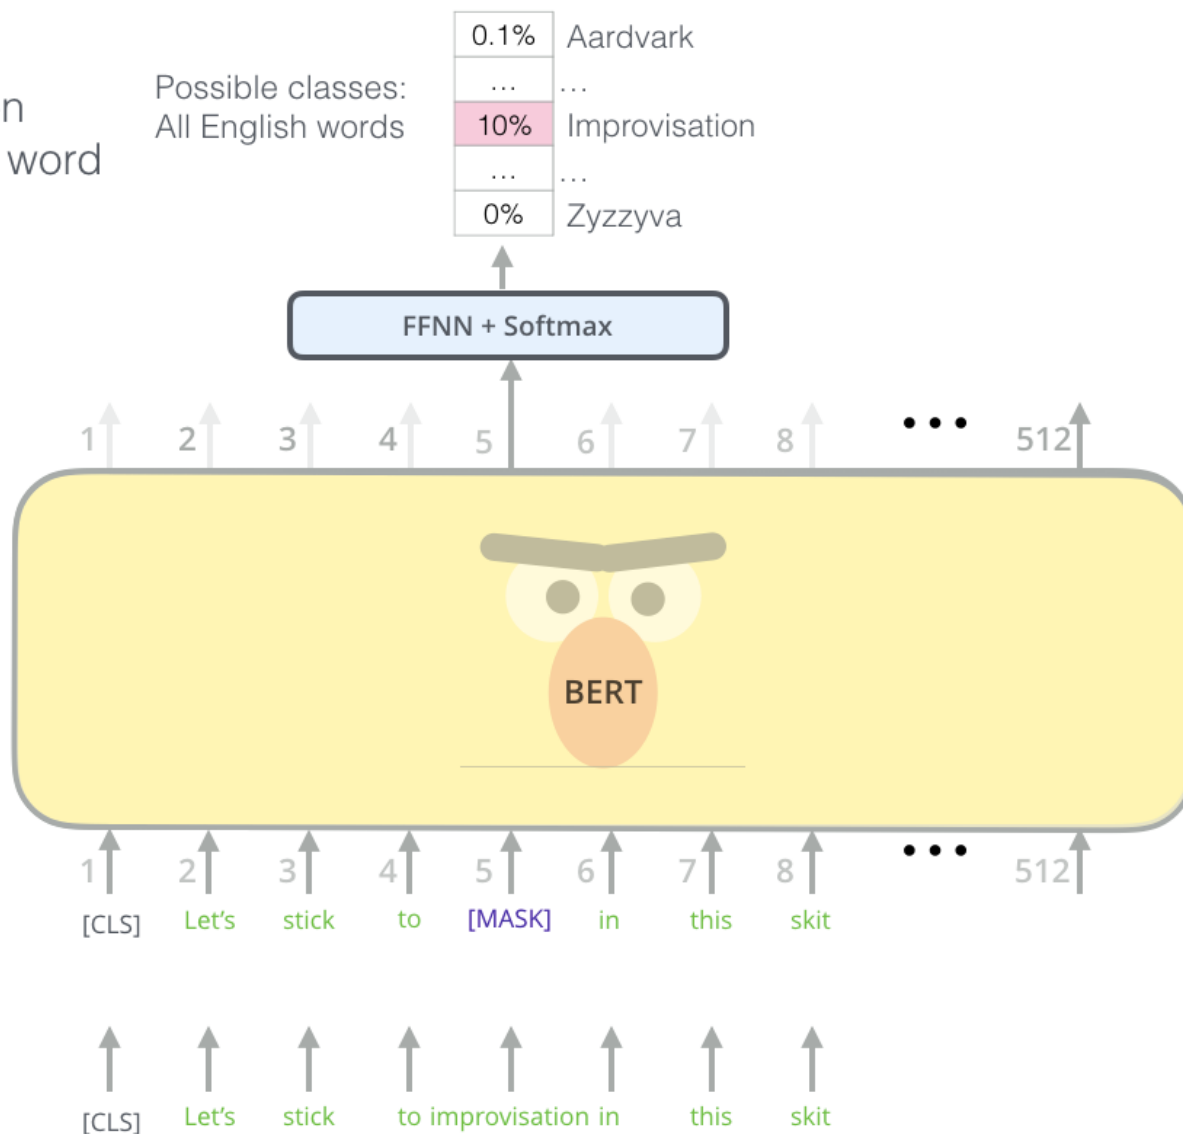 0.1% Aardvark
... ...
Possible classes:
n
All English words
10% Improvisation
word
... ...
0% Zyzzyva
FFNN + Softmax
1 2 3 4 5 6 7 8 ... 512
BERT
1 2 3 4 5 6 7 8 ... 512
[CLS] Let's stick to [MASK] in this skit
[CLS] Let's stick to improvisation in this skit